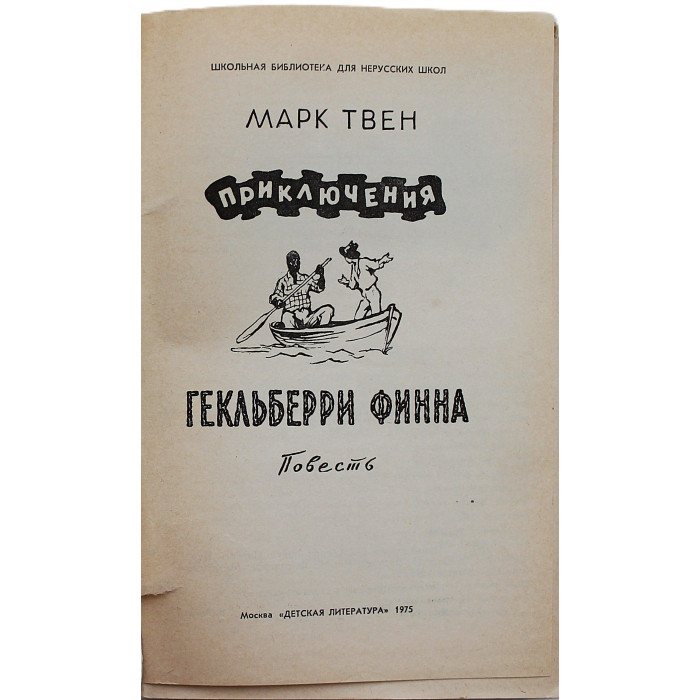 ШКОЛЬНАЯ БИБЛИОТЕКА ДЛЯ НЕРУССКИХ ШКОЛ
МАРК ТВЕН
ПРИКЛЮЧЕНИЯ
ГЕКЛЬБЕРРИ ФИННА
Повесть
Москва «ДЕТСКАЯ ЛИТЕРАТУРА» 1975